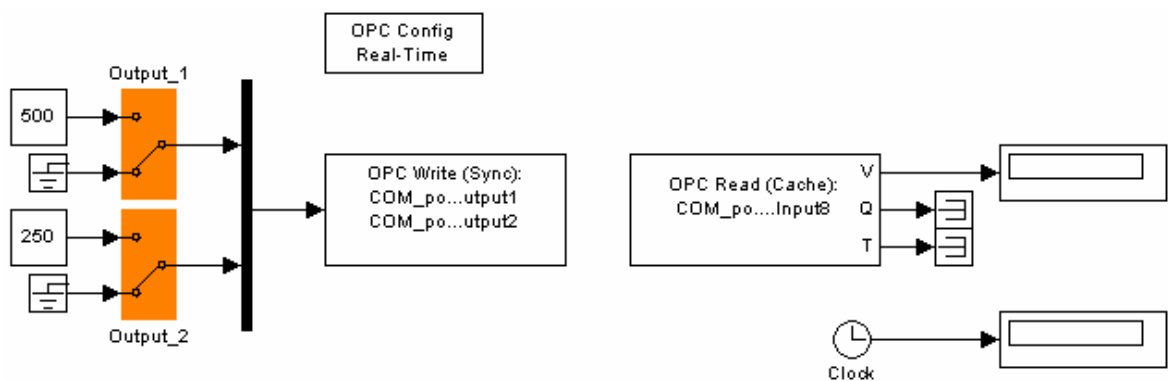 OPC Config
Real-Time
Output_1
500
250
Output_2
OPC Write (Sync):
COM_po...utput1
COM_po...utput2
OPC Read (Cache):
COM_po....Input8
V
Q
T
Clock